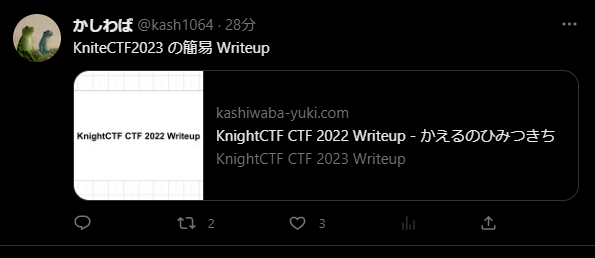 かしわば @kash1064 · 28分
KniteCTF2023 の簡易 Writeup
KnightCTF CTF 2022 Writeup
kashiwaba-yuki.com
KnightCTF CTF 2022 Writeup - かえるのひみつきち
KnightCTF CTF 2023 Writeup
2 3